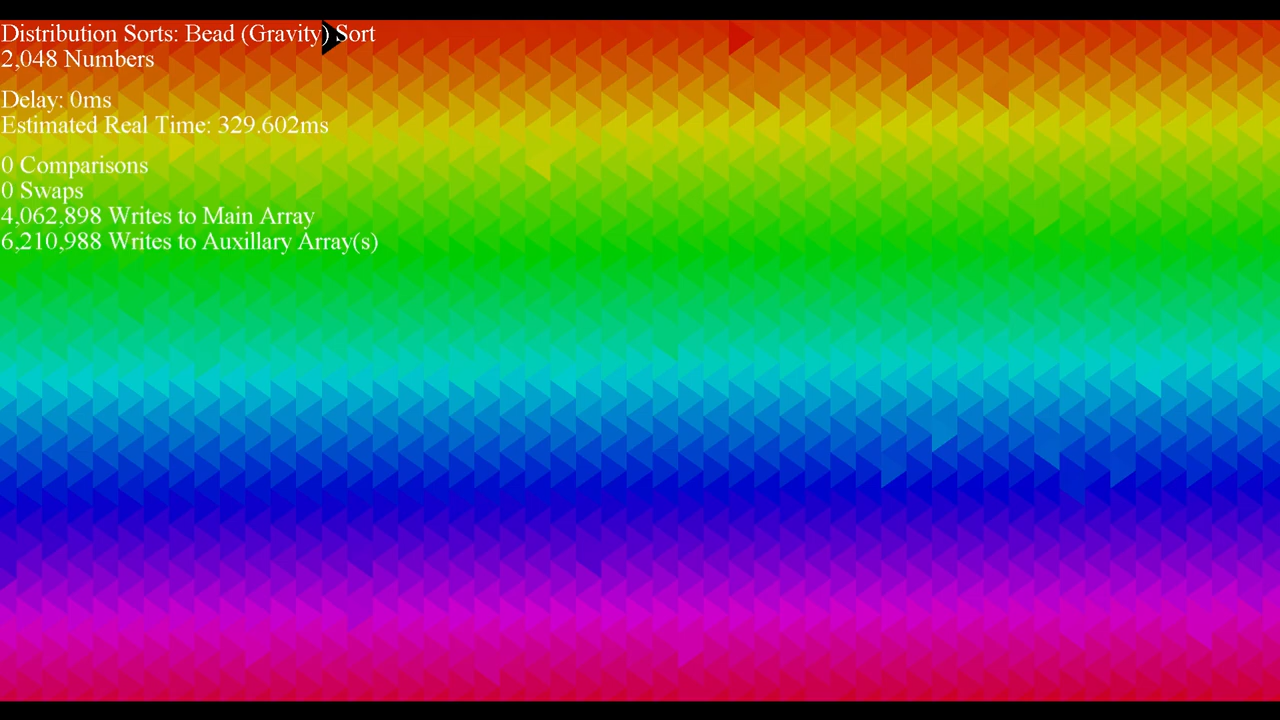 Distribution Sorts: Bead (Gravity) Sort
2,048 Numbers
Delay: 0ms
Estimated Real Time: 329.602ms
0 Comparisons
0 Swaps
4,062,898 Writes to Main Array
6,210,988 Writes to Auxillary Array(s)